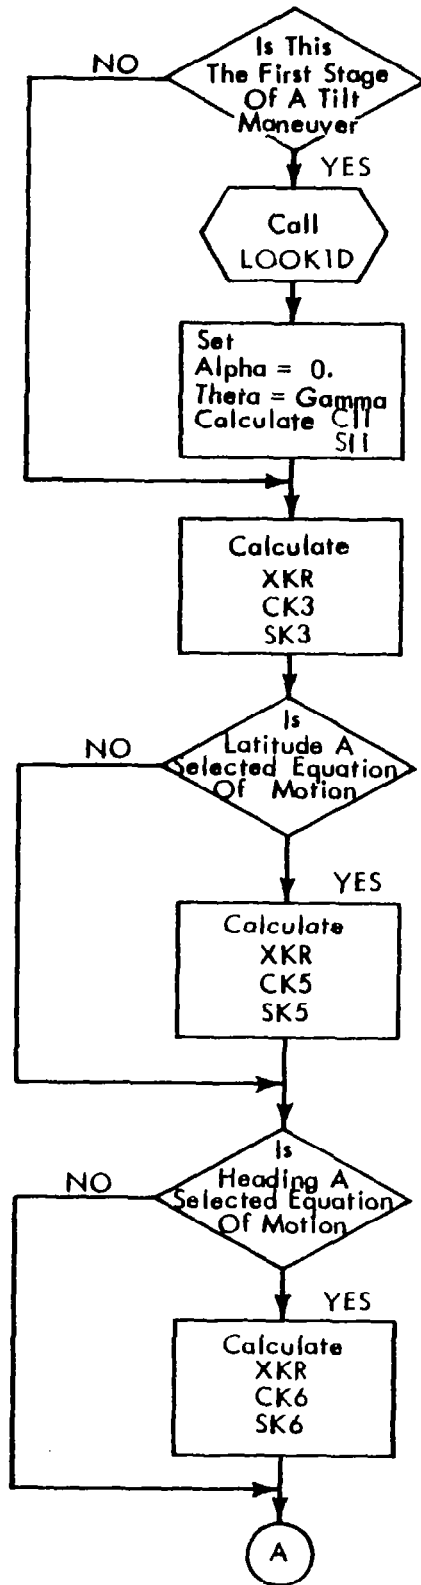 Is This
NO
The First Stage
Of A Tilt
Maneuver
YES
Call
LOOK1D
Set
Alpha = 0.
Theta = Gamma
Calculate C11
S11
Calculate
XKR
CK3
SK3
Is
NO
Latitude A
Selected Equation
Of Motion
YES
Calculate
XKR
CK5
SK5
Is
NO
Heading A
Selected Equation
Of Motion
YES
Calculate
XKR
CK6
SK6
A